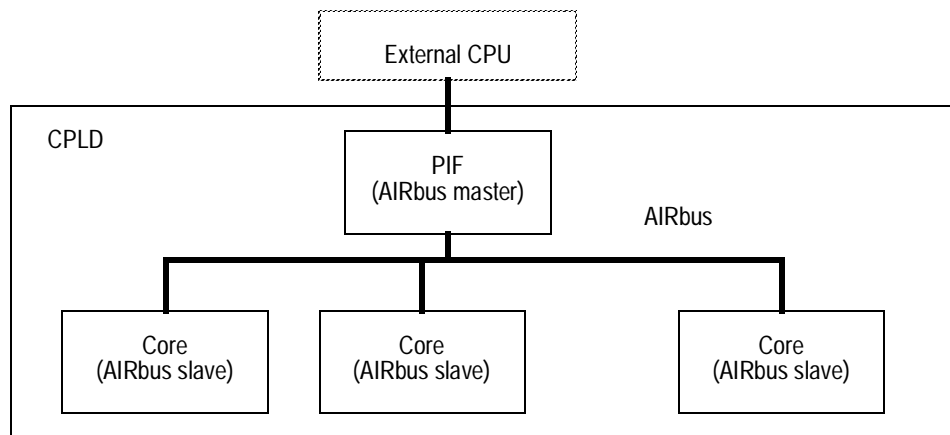 External CPU
CPLD
PIF
(AIRbus master)
AIRbus
Core
(AIRbus slave)
Core
(AIRbus slave)
Core
(AIRbus slave)